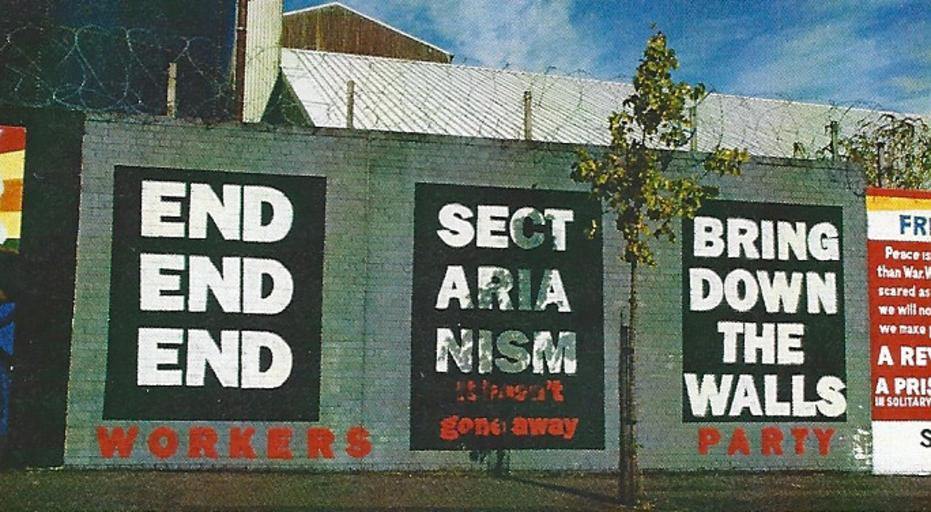 END
END
END
WORKERS
SECT
ARIA
NISM
It hasn't
gone away
BRING
DOWN
THE
WALLS
PARTY
FR
Peace is
than War. W
scared as
we will no
we make p
A REV
A PRIS
IN SOLITARY
S